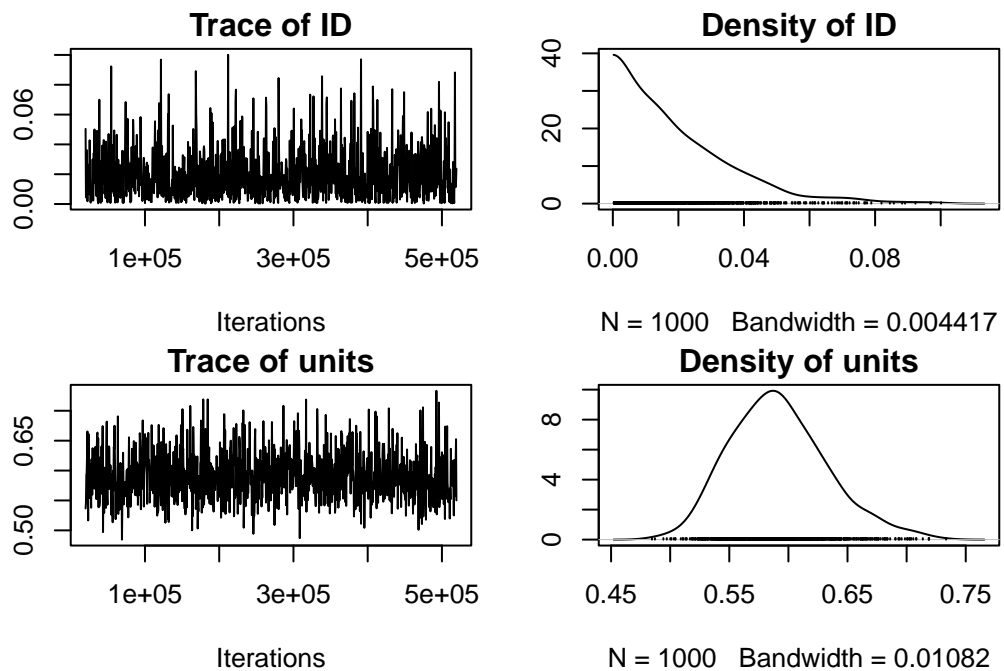 Trace of ID
0.00 0.06
1e+05 3e+05 5e+05
Iterations
Density of ID
0 20 40
0.00 0.04 0.08
N = 1000 Bandwidth = 0.004417
Trace of units
0.50 0.65
1e+05 3e+05 5e+05
Iterations
Density of units
0 4 8
0.45 0.55 0.65 0.75
N = 1000 Bandwidth = 0.01082